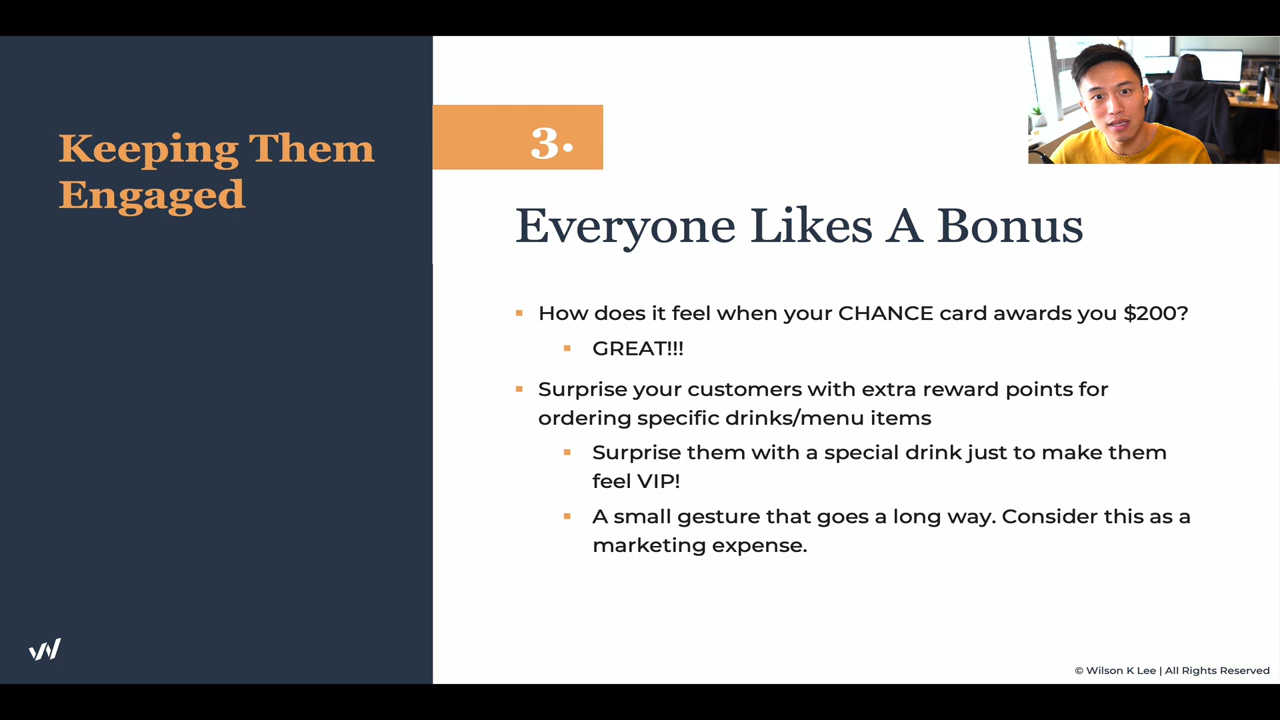 Keeping Them
Engaged
3.
Everyone Likes A Bonus
How does it feel when your CHANCE card awards you $200?
GREAT!!!
Surprise your customers with extra reward points for
ordering specific drinks/menu items
Surprise them with a special drink just to make them
feel VIP!
A small gesture that goes a long way. Consider this as a
marketing expense.
© Wilson K Lee | All Rights Reserved